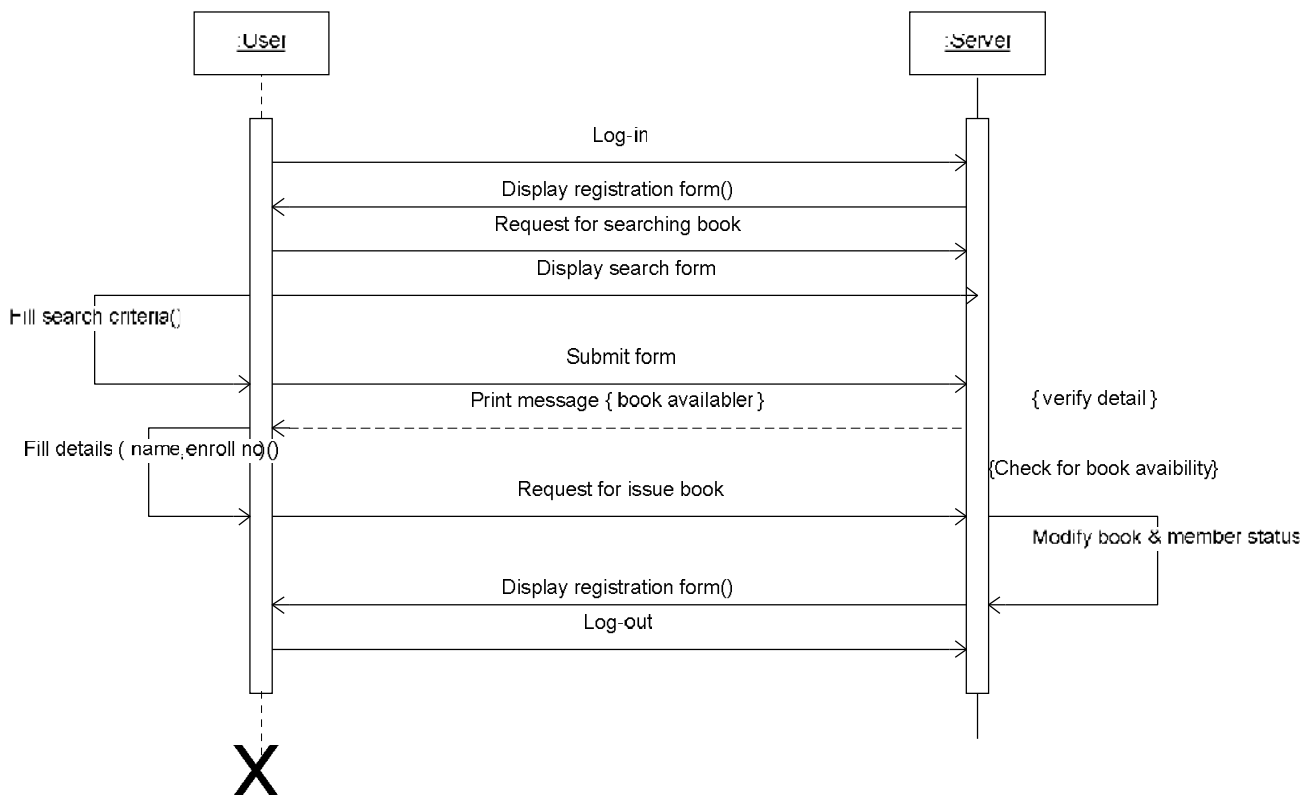 :User
:Server
Log-in
Display registration form()
Request for searching book
Display search form
Fill search criteria()
Submit form
Print message { book availabler }
{ verify detail }
Fill details ( name,enroll no)()
{Check for book avaibility}
Request for issue book
Modify book & member status
Display registration form()
Log-out
X